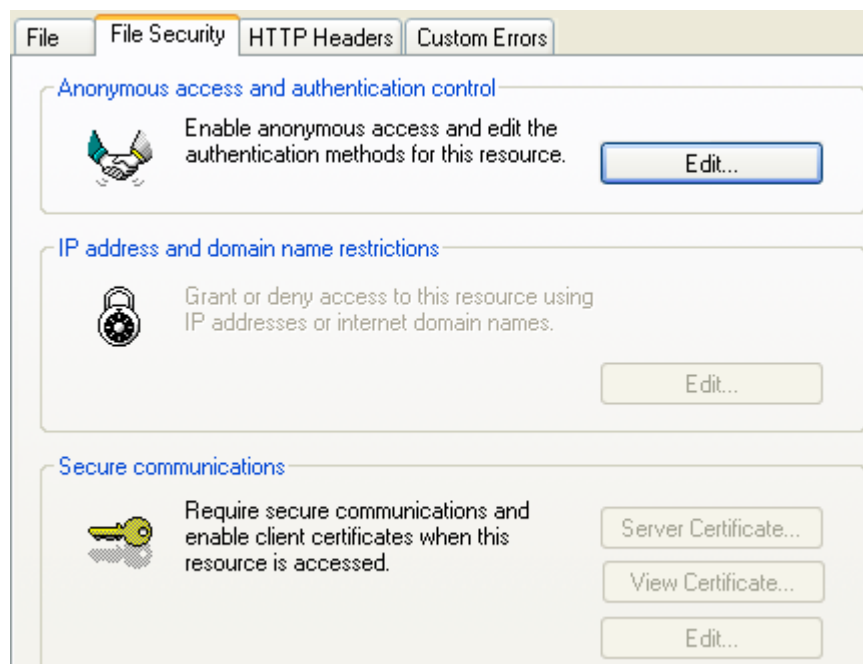 File File Security HTTP Headers Custom Errors
Anonymous access and authentication control
Enable anonymous access and edit the
authentication methods for this resource.
Edit...
IP address and domain name restrictions
Grant or deny access to this resource using
IP addresses or internet domain names.
Edit...
Secure communications
Require secure communications and
enable client certificates when this
resource is accessed.
Server Certificate...
View Certificate...
Edit...